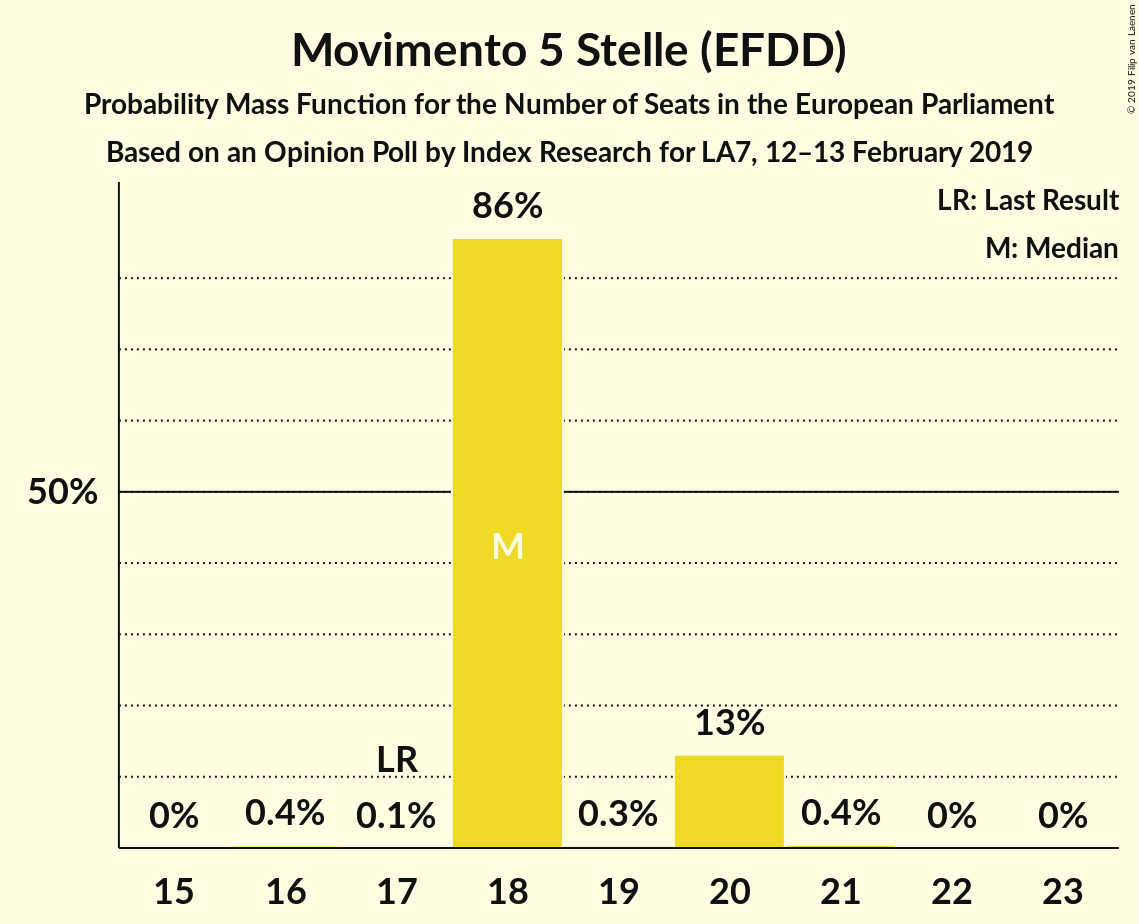 Movimento 5 Stelle (EFDD)
Probability Mass Function for the Number of Seats in the European Parliament
Based on an Opinion Poll by Index Research for LA7, 12–13 February 2019
© 2019 Filip van Laenen
LR: Last Result
M: Median
86%
50%
M
13%
LR
0%
0.4%
0.1%
0.3%
0.4%
0%
0%
15 16 17 18 19 20 21 22 23